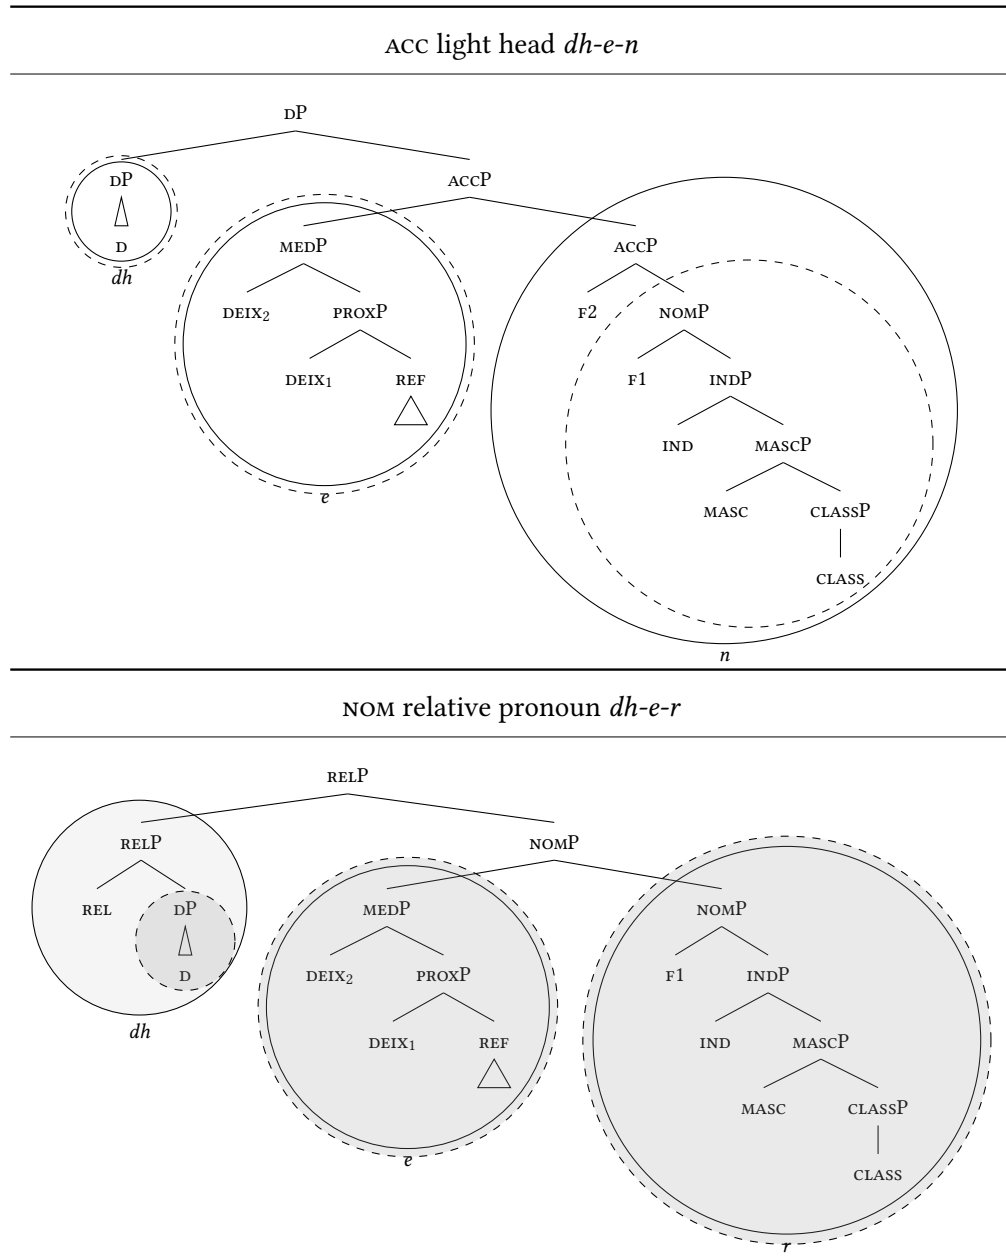 ACC light head dh-e-n
DP
DP ACCP
D
dh
MEDP ACCP
DEIX2 PROXP F2 NOMP
DEIX1 REF F1 INDP
IND MASCP
e
MASC CLASSP
CLASS
n
NOM relative pronoun dh-e-r
RELP
RELP NOMP
REL DP MEDP NOMP
D DEIX2 PROXP F1 INDP
dh
DEIX1 REF IND MASCP
MASC CLASSP
e
CLASS
r